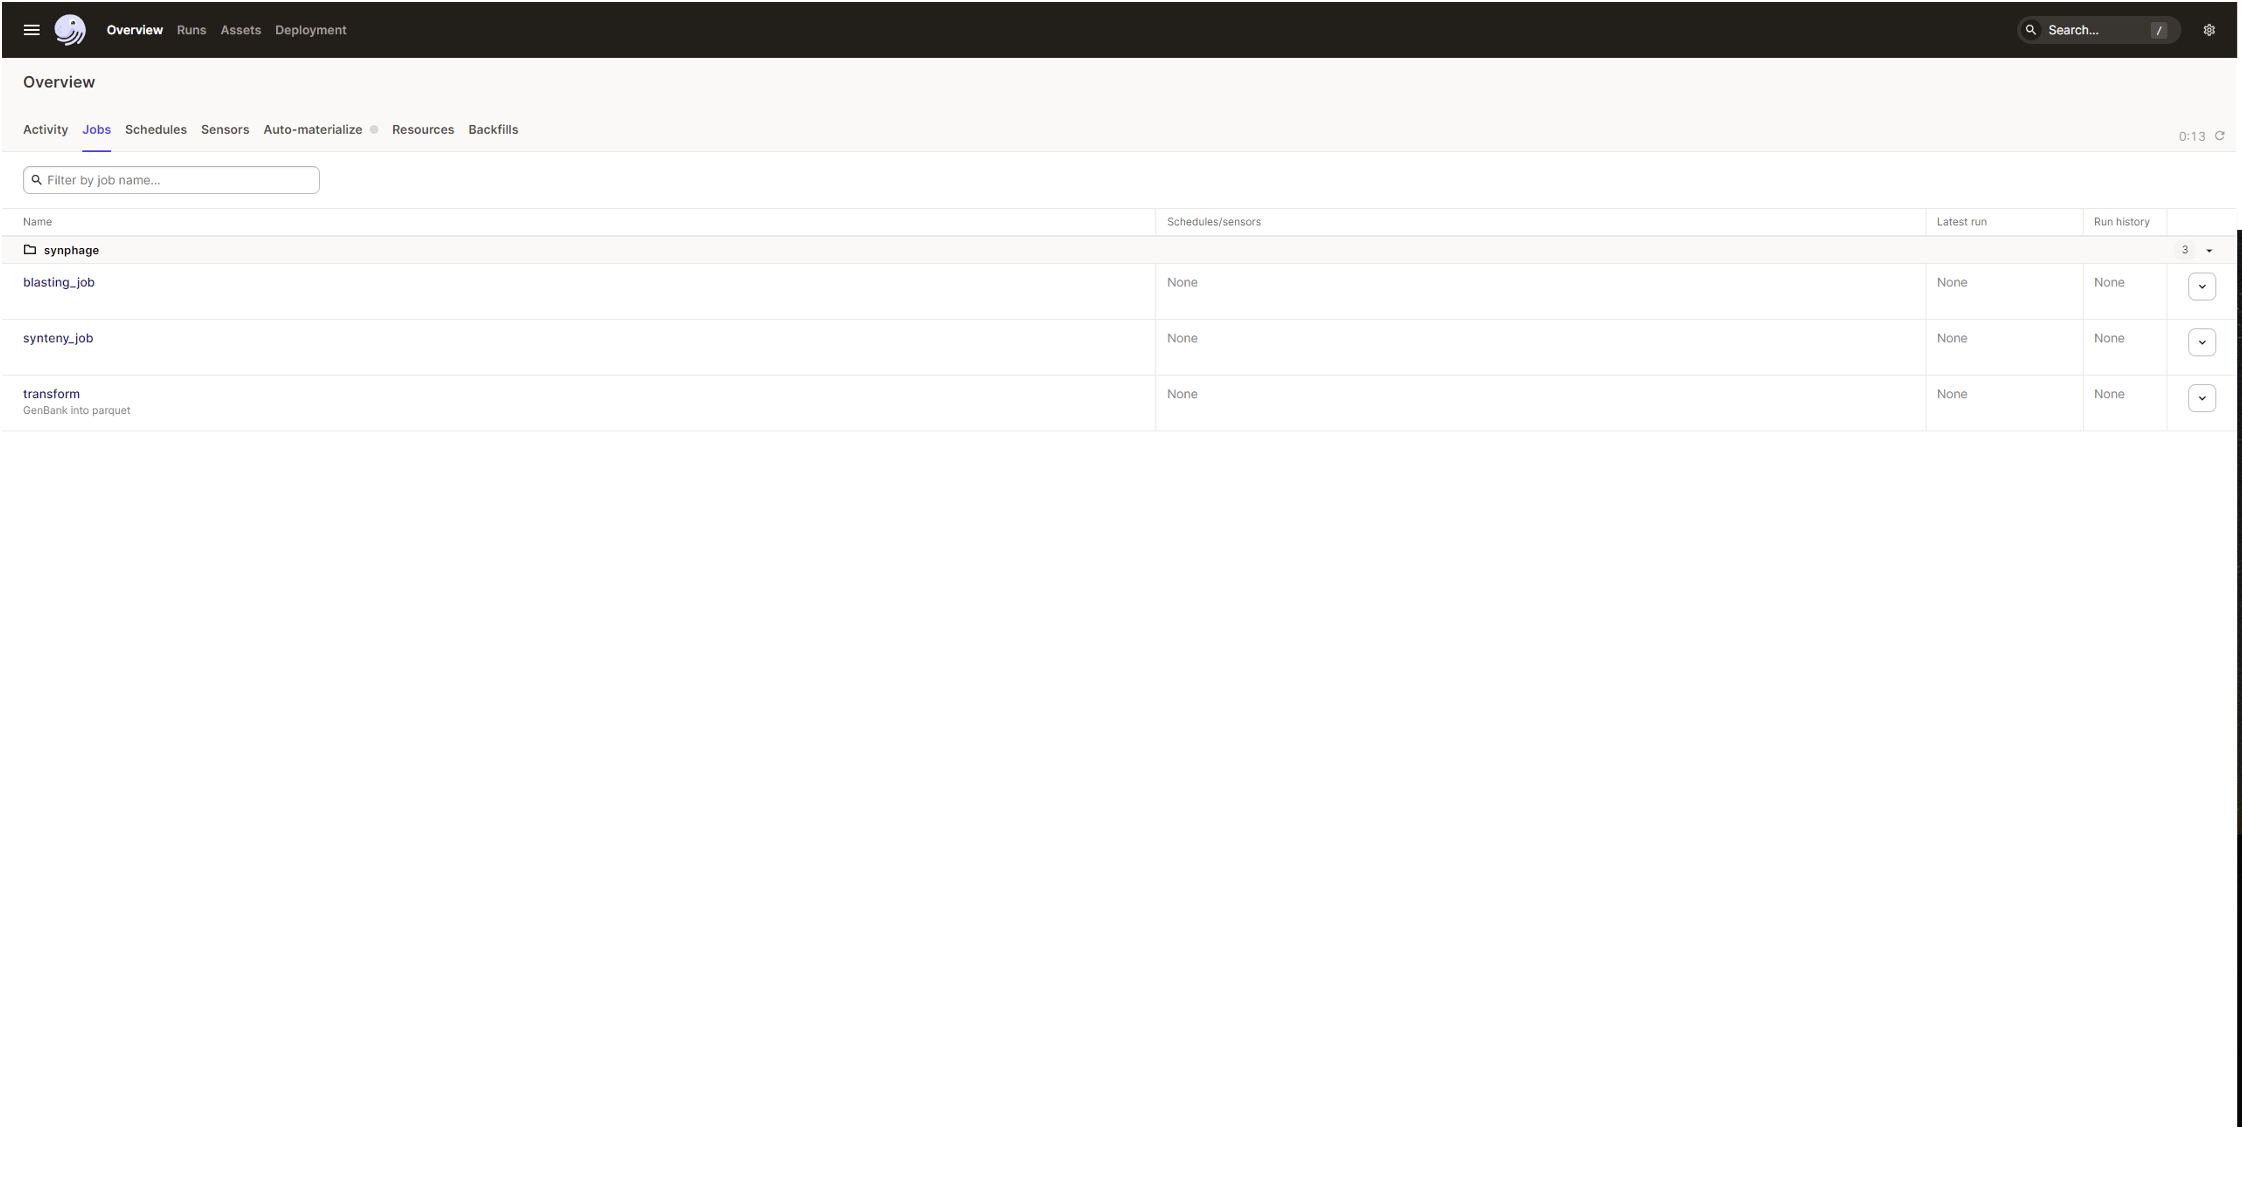 Overview Runs Assets Deployment Search... /
Overview
Activity Jobs Schedules Sensors Auto-materialize Resources Backfills 0:13
Filter by job name...
Name Schedules/sensors Latest run Run history
synphage 3
blasting_job None None None
synteny_job None None None
transform None None None
GenBank into parquet